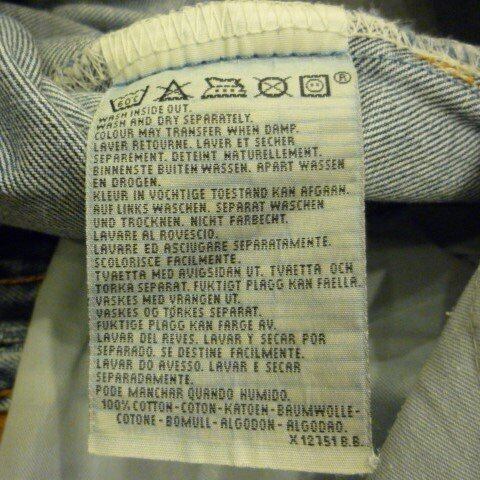 60°C ®
WASH INSIDE OUT.
WASH AND DRY SEPARATELY.
COLOUR MAY TRANSFER WHEN DAMP.
LAVER RETOURNE. LAVER ET SECHER
SEPAREMENT. DETEINT NATURELLEMENT.
BINNENSTE BUITEN WASSEN. APART WASSEN
EN DROGEN.
KLEUR IN VOCHTIGE TOESTAND KAN AFGAAN.
AUF LINKS WASCHEN. SEPARAT WASCHEN
UND TROCKNEN. NICHT FARBECHT.
LAVARE AL ROVESCIO.
LAVARE ED ASCIUGARE SEPARATAMENTE.
SCOLORISCE FACILMENTE.
TVAETTA MED AVIGSIDAN UT. TVAETTA OCH
TORKA SEPARAT. FUKTIGT PLAGG KAN FAELLA.
VASKES MED VRANGEN UT.
VASKES OG TØRKES SEPARAT.
FUKTIGE PLAGG KAN FARGE AV.
LAVAR DEL REVES. LAVAR Y SECAR POR
SEPARADO. SE DESTINE FACILMENTE.
LAVAR DO AVESSO. LAVAR E SECAR
SEPARADAMENTE.
PODE MANCHAR QUANDO HUMIDO.
100% COTTON-COTON-KATOEN-BAUMWOLLE-
COTONE-BOMULL-ALGODON-ALGODAO.
X 12751 B.B.